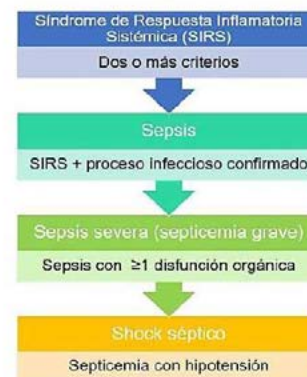 Síndrome de Respuesta Inflamatoria
Sistémica (SIRS)
Dos o más criterios
Sepsis
SIRS + proceso infeccioso confirmado
Sepsis severa (septicemia grave)
Sepsis con ≥1 disfunción orgánica
Shock séptico
Septicemia con hipotensión